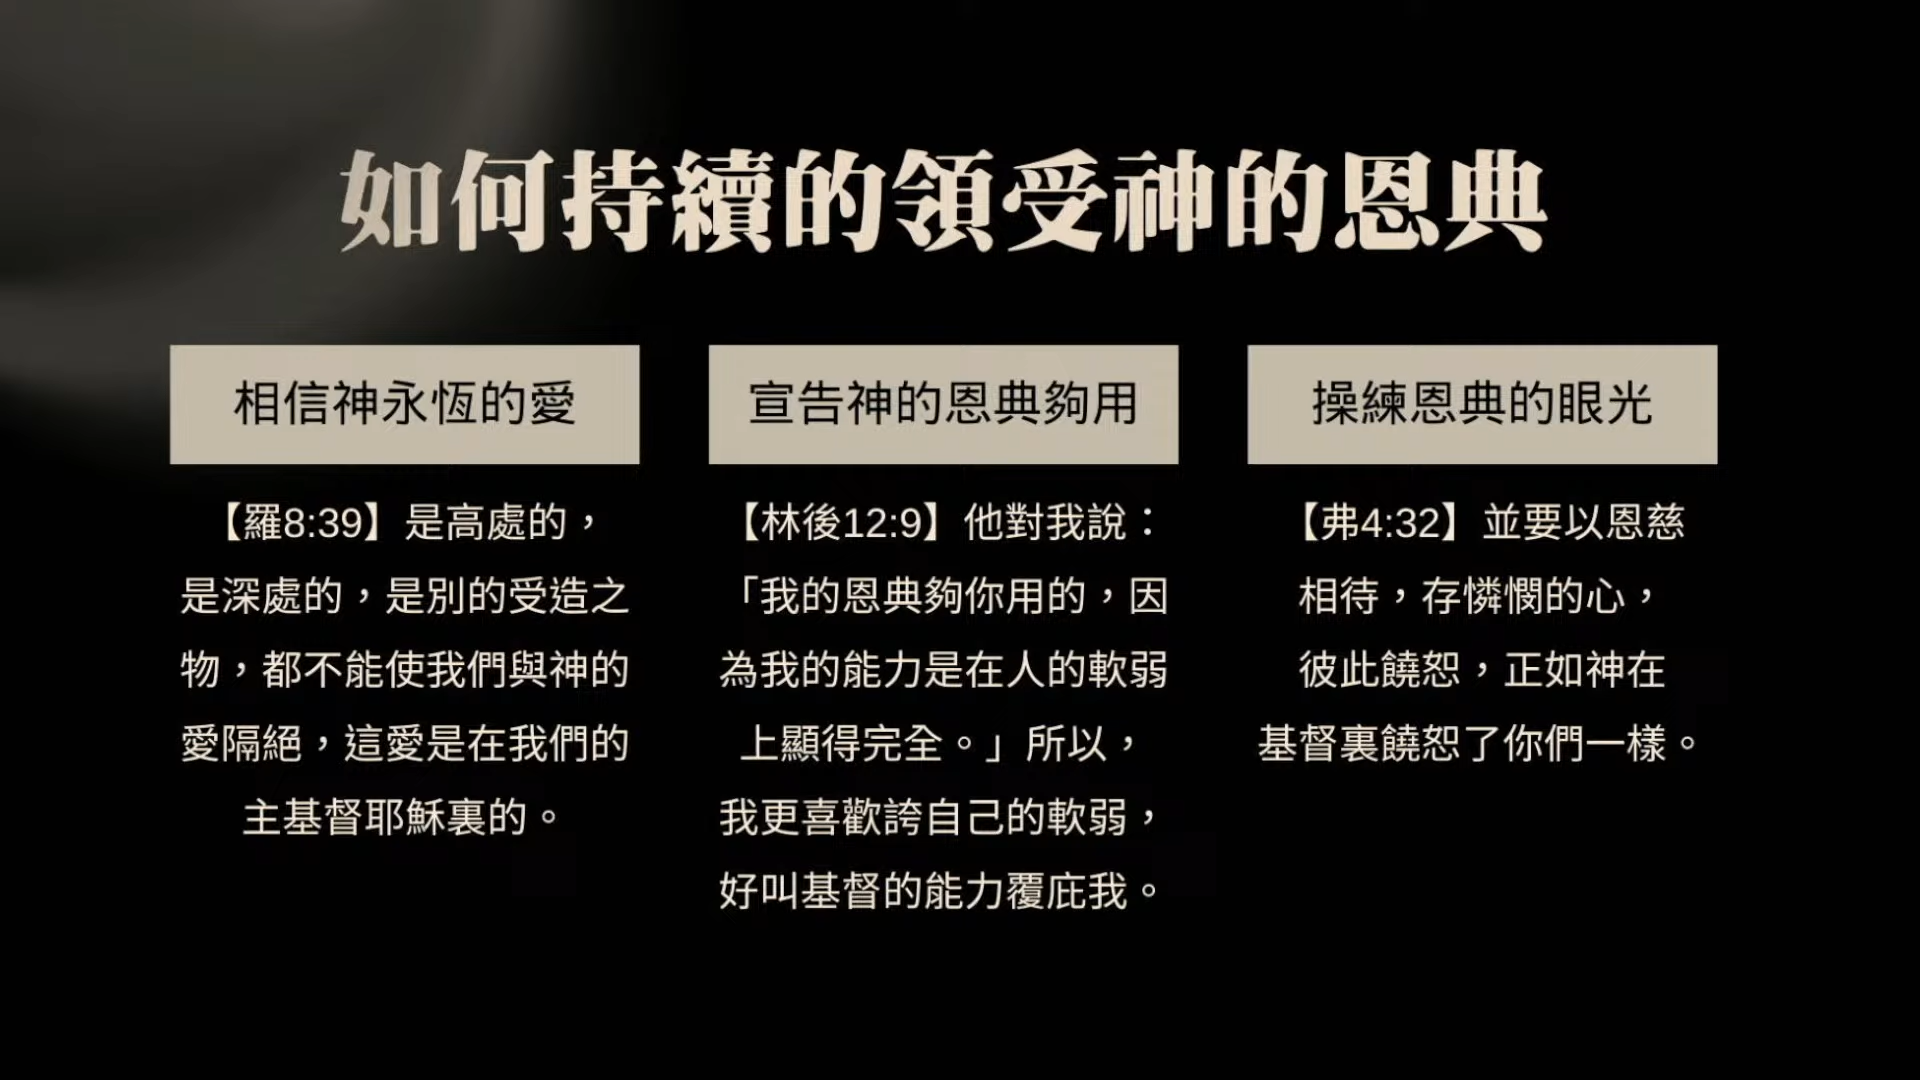 如何持續的領受神的恩典
相信神永恆的愛
【羅8:39】是高處的，
是深處的，是別的受造之
物，都不能使我們與神的
愛隔絕，這愛是在我們的
主基督耶穌裏的。
宣告神的恩典夠用
【林後12:9】他對我說：
「我的恩典夠你用的，因
為我的能力是在人的軟弱
上顯得完全。」所以，
我更喜歡誇自己的軟弱，
好叫基督的能力覆庇我。
操練恩典的眼光
【弗4:32】並要以恩慈
相待，存憐憫的心，
彼此饒恕，正如神在
基督裏饒恕了你們一樣。